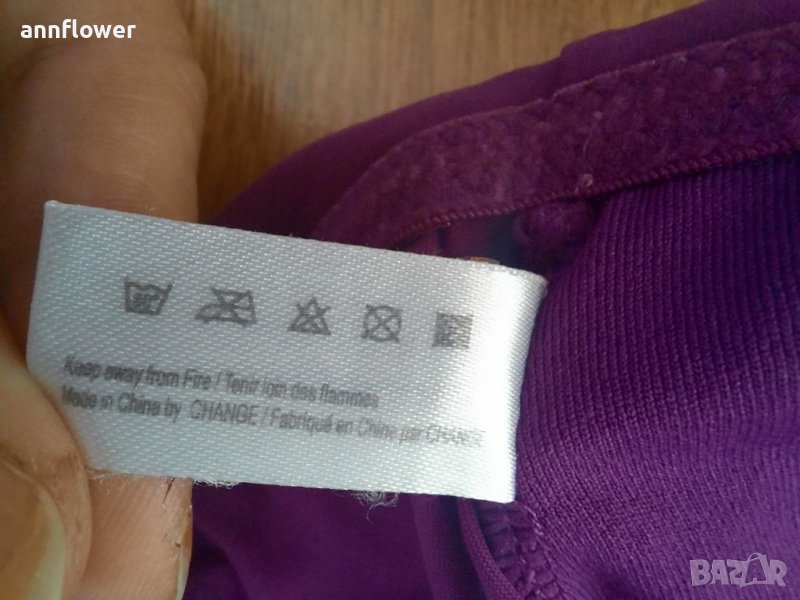 annflower
Keep away from Fire / Tenir loin des flammes
Made in China by CHANGE / Fabriqué en Chine par CHANGE
BAZAR